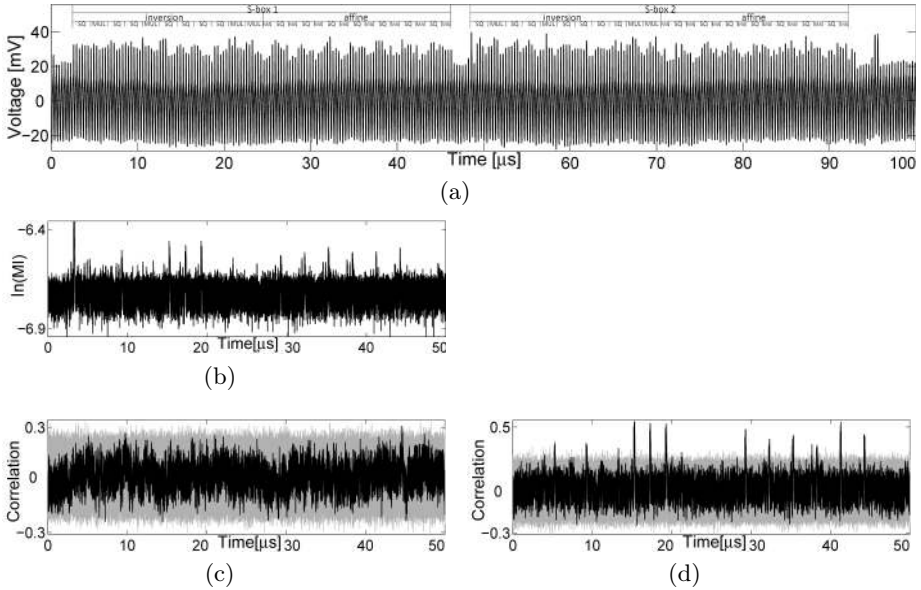 S-box 1 S-box 2
inversion affine inversion affine
40
20
0
−20
Voltage [mV]
0 10 20 30 40 60 70 80 90 100
Time [μs]
(a)
−6.4
−6.9
ln(MI)
0 10 20 30 40 50
Time[μs]
(b)
0.3
0
−0.3
Correlation
0 10 20 30 40 50
Time[μs]
(c)
0.5
0
−0.3
Correlation
0 10 20 30 40 50
Time[μs]
(d)